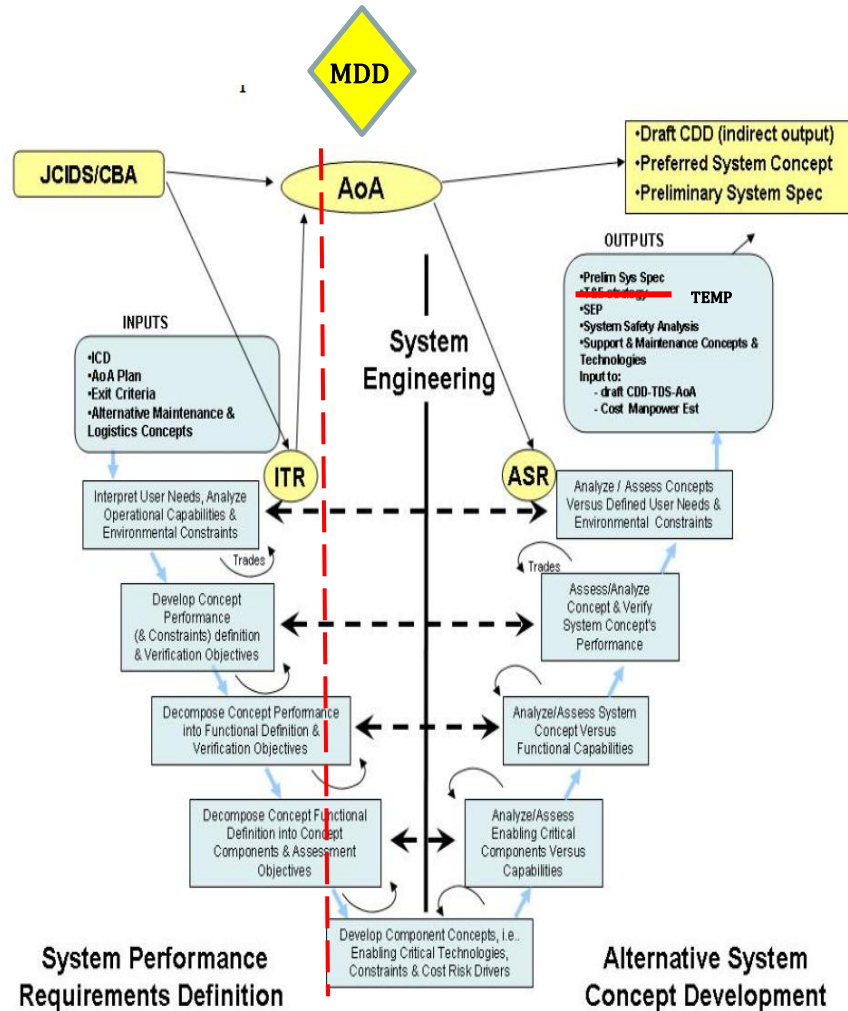 MDD
1
JCIDS/CBA
AoA
•Draft CDD (indirect output)
•Preferred System Concept
•Preliminary System Spec
INPUTS
•ICD
•AoA Plan
•Exit Criteria
•Alternative Maintenance &
Logistics Concepts
System
Engineering
OUTPUTS
•Prelim Sys Spec
•T&E strategy
TEMP
•SEP
•System Safety Analysis
•Support & Maintenance Concepts &
Technologies
Input to:
- draft CDD-TDS-AoA
- Cost Manpower Est
ITR
ASR
Interpret User Needs, Analyze
Operational Capabilities &
Environmental Constraints
Analyze / Assess Concepts
Versus Defined User Needs &
Environmental Constraints
Trades
Trades
Develop Concept
Performance
(& Constraints) definition
& Verification Objectives
Assess/Analyze
Concept & Verify
System Concept's
Performance
Decompose Concept Performance
into Functional Definition &
Verification Objectives
Analyze/Assess System
Concept Versus
Functional Capabilities
Decompose Concept Functional
Definition into Concept
Components & Assessment
Objectives
Analyze/Assess
Enabling Critical
Components Versus
Capabilities
Develop Component Concepts, i.e..
Enabling Critical Technologies,
Constraints & Cost Risk Drivers
System Performance
Requirements Definition
Alternative System
Concept Development